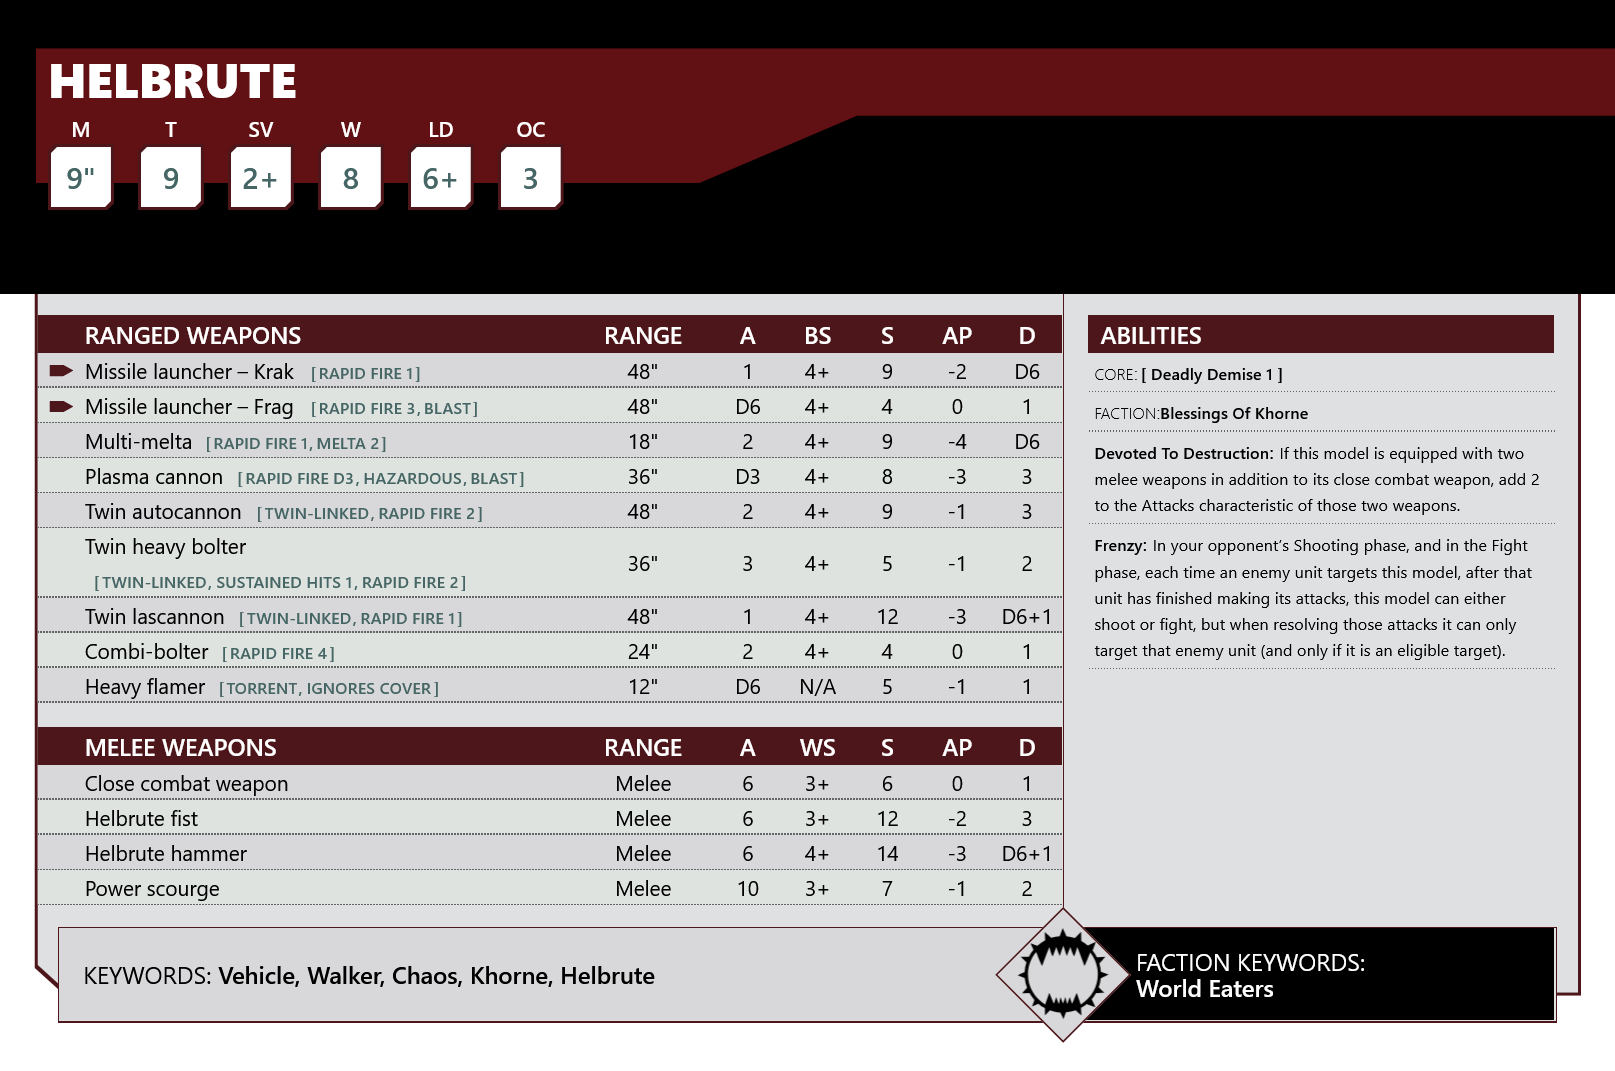 HELBRUTE
M T SV W LD OC
9" 9 2+ 8 6+ 3
RANGED WEAPONS RANGE A BS S AP D
Missile launcher – Krak [RAPID FIRE 1] 48" 1 4+ 9 -2 D6
Missile launcher – Frag [RAPID FIRE 3, BLAST] 48" D6 4+ 4 0 1
Multi-melta [RAPID FIRE 1, MELTA 2] 18" 2 4+ 9 -4 D6
Plasma cannon [RAPID FIRE D3, HAZARDOUS, BLAST] 36" D3 4+ 8 -3 3
Twin autocannon [TWIN-LINKED, RAPID FIRE 2] 48" 2 4+ 9 -1 3
Twin heavy bolter
[TWIN-LINKED, SUSTAINED HITS 1, RAPID FIRE 2] 36" 3 4+ 5 -1 2
Twin lascannon [TWIN-LINKED, RAPID FIRE 1] 48" 1 4+ 12 -3 D6+1
Combi-bolter [RAPID FIRE 4] 24" 2 4+ 4 0 1
Heavy flamer [TORRENT, IGNORES COVER] 12" D6 N/A 5 -1 1
MELEE WEAPONS RANGE A WS S AP D
Close combat weapon Melee 6 3+ 6 0 1
Helbrute fist Melee 6 3+ 12 -2 3
Helbrute hammer Melee 6 4+ 14 -3 D6+1
Power scourge Melee 10 3+ 7 -1 2
ABILITIES
CORE: [ Deadly Demise 1 ]
FACTION:Blessings Of Khorne
Devoted To Destruction: If this model is equipped with two
melee weapons in addition to its close combat weapon, add 2
to the Attacks characteristic of those two weapons.
Frenzy: In your opponent‘s Shooting phase, and in the Fight
phase, each time an enemy unit targets this model, after that
unit has finished making its attacks, this model can either
shoot or fight, but when resolving those attacks it can only
target that enemy unit (and only if it is an eligible target).
KEYWORDS: Vehicle, Walker, Chaos, Khorne, Helbrute
FACTION KEYWORDS:
World Eaters